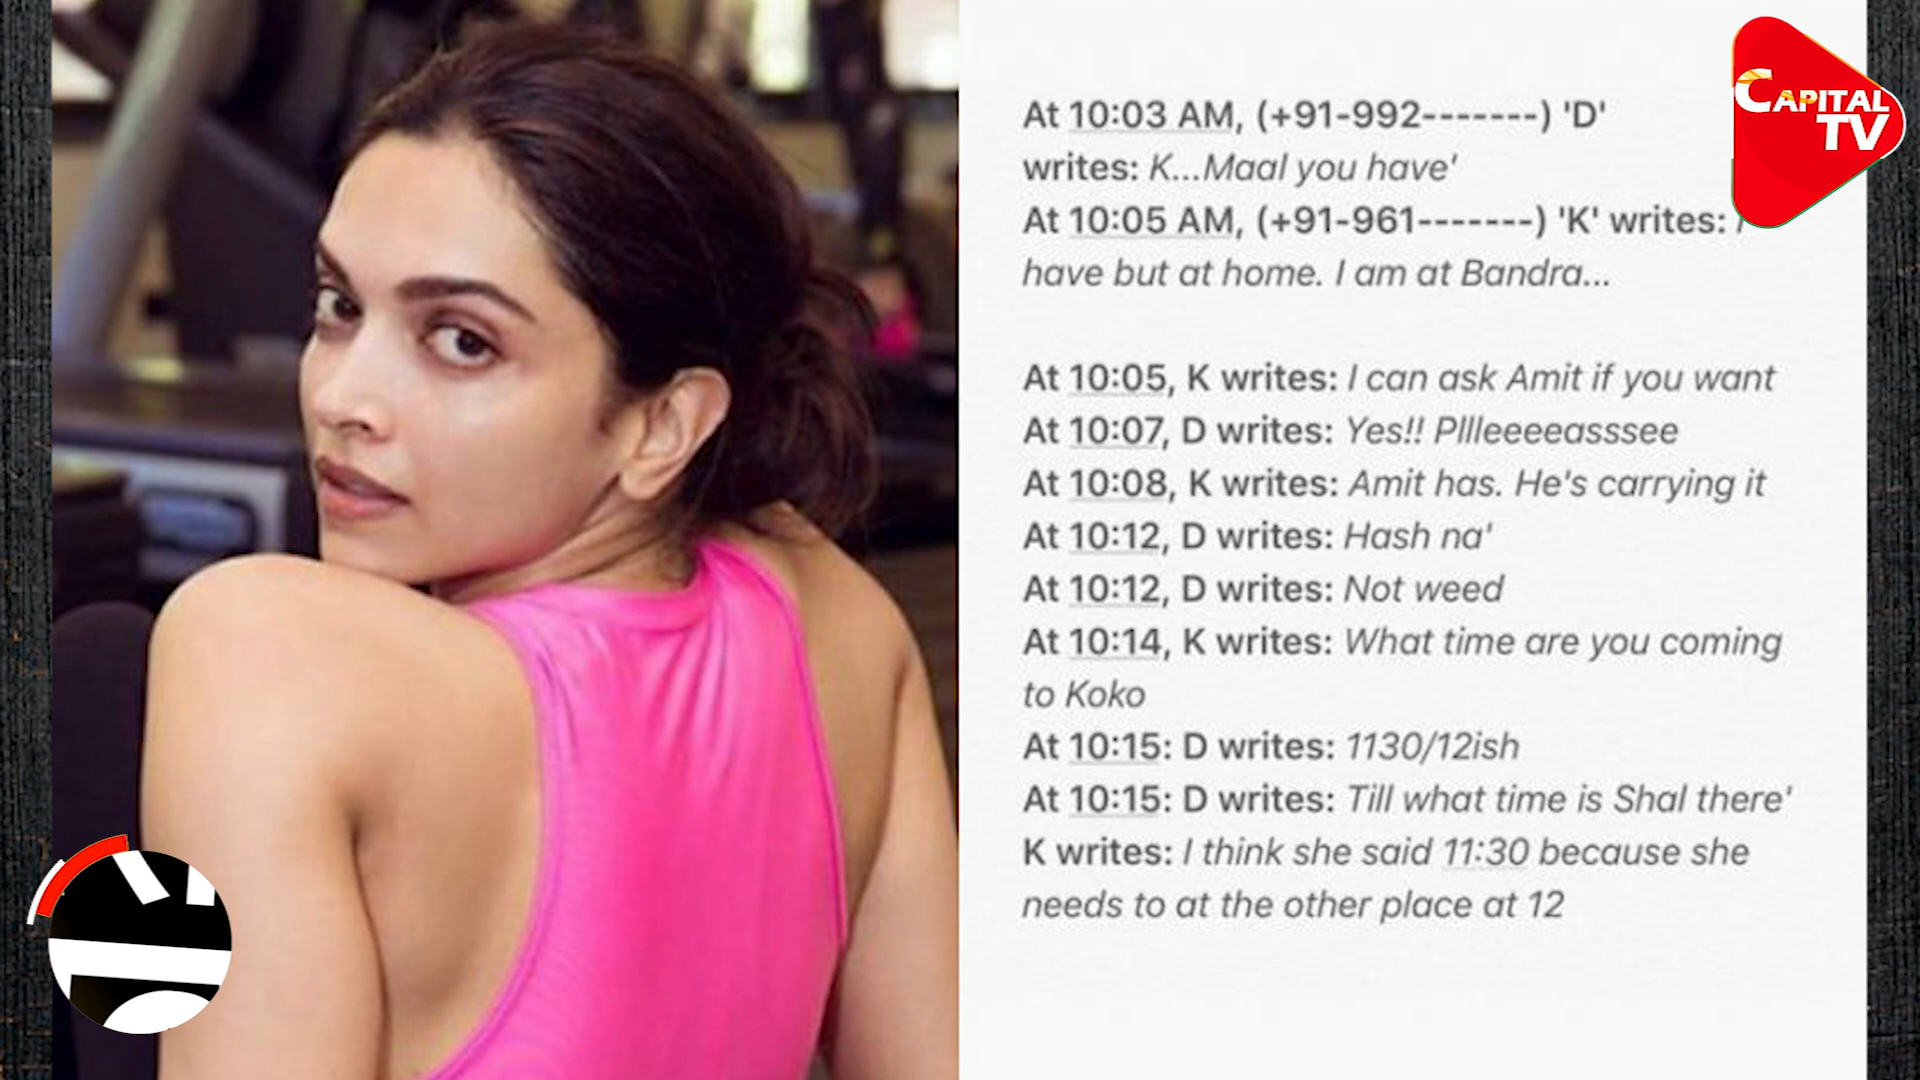 At 10:03 AM, (+91-992-------) 'D'
writes: K...Maal you have'
At 10:05 AM, (+91-961-------) 'K' writes: I
have but at home. I am at Bandra...
At 10:05, K writes: I can ask Amit if you want
At 10:07, D writes: Yes!! Pllleeeeasssee
At 10:08, K writes: Amit has. He's carrying it
At 10:12, D writes: Hash na'
At 10:12, D writes: Not weed
At 10:14, K writes: What time are you coming
to Koko
At 10:15: D writes: 1130/12ish
At 10:15: D writes: Till what time is Shal there'
K writes: I think she said 11:30 because she
needs to at the other place at 12
CAPITAL
TV